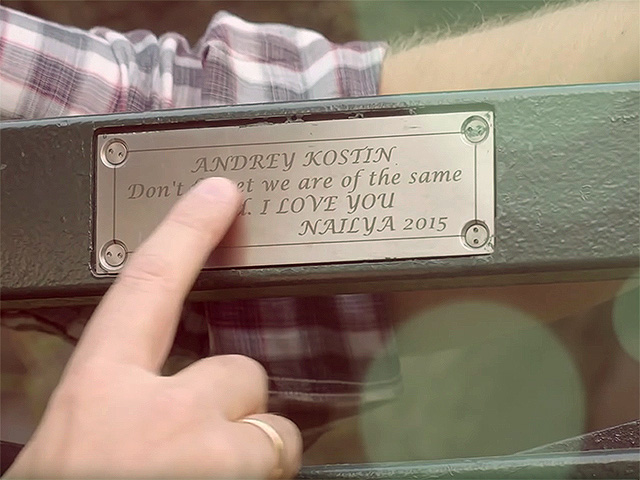 ANDREY KOSTIN
Don't we are of the same
I LOVE YOU
NAILYA 2015